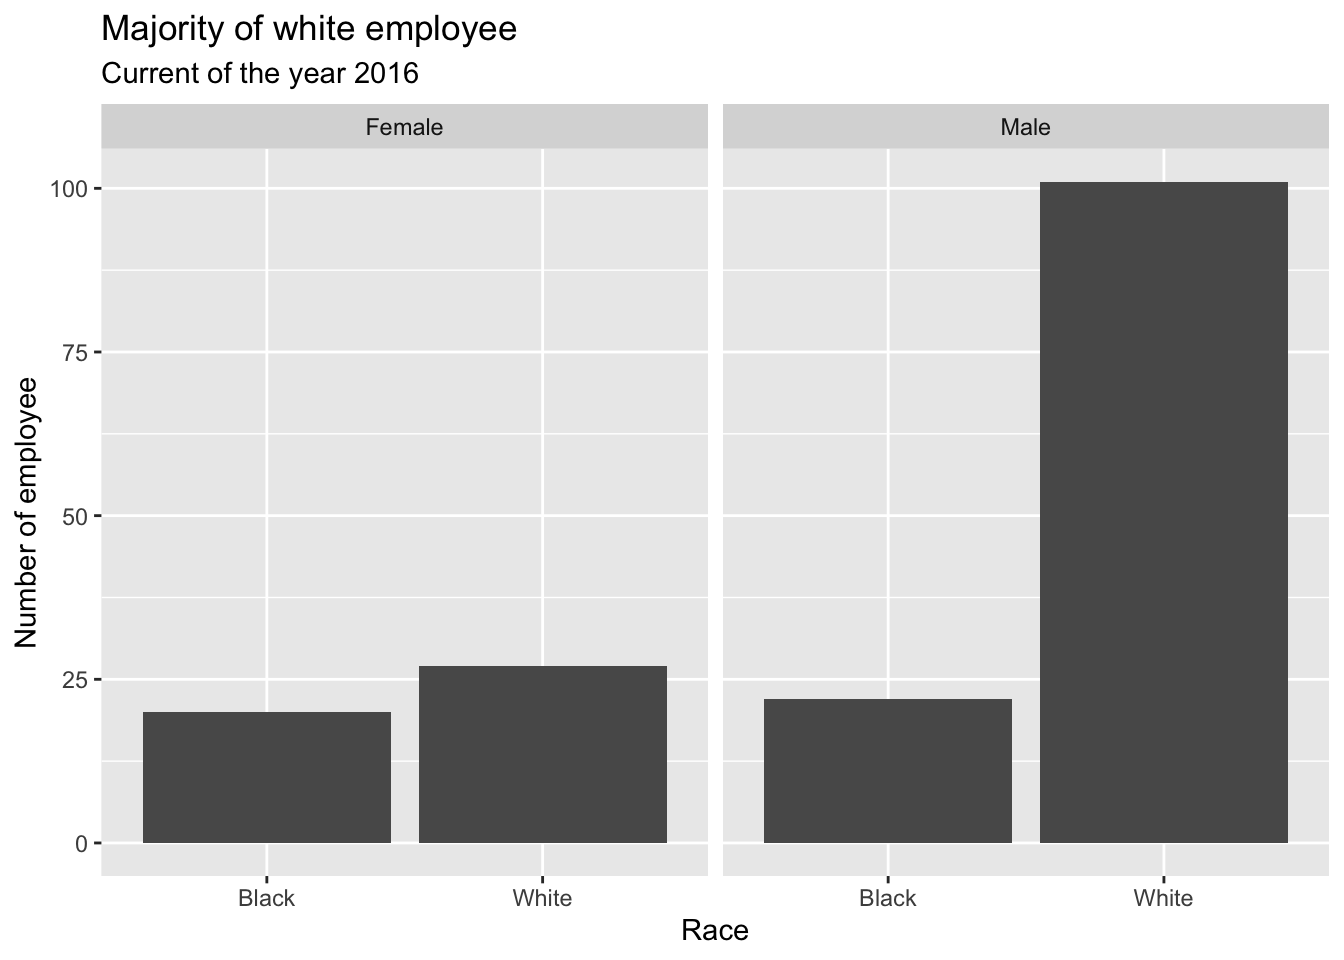 Majority of white employee
Current of the year 2016
Female
Male
100
75
50
25
0
Number of employee
Black
White
Black
White
Race